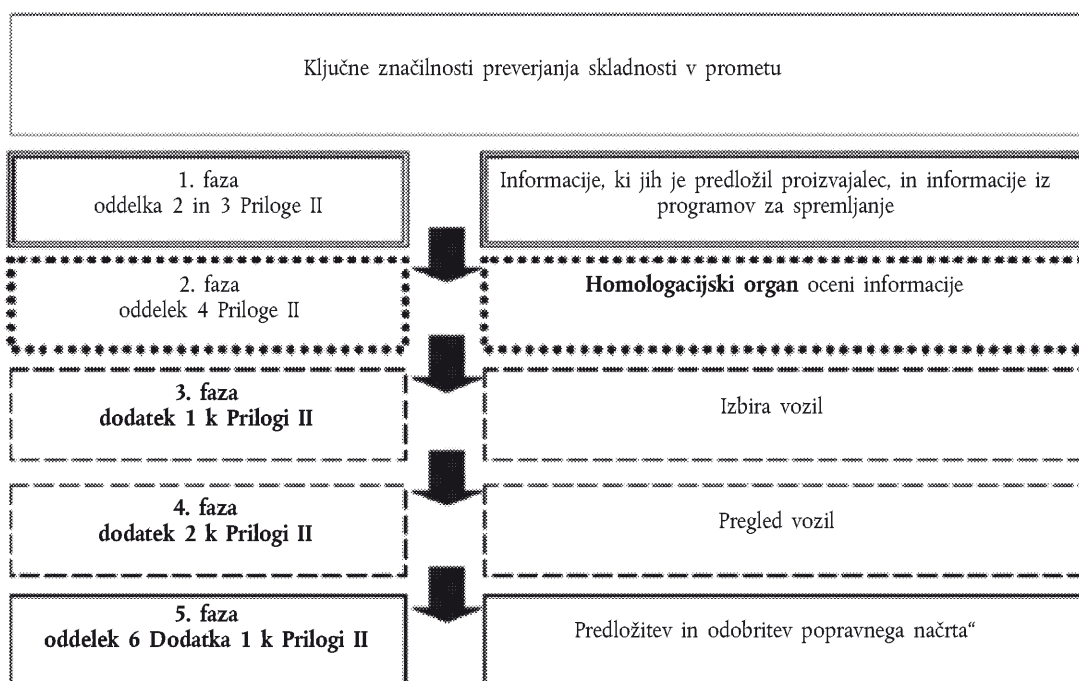 Ključne značilnosti preverjanja skladnosti v prometu
1. faza
oddelka 2 in 3 Priloge II
Informacije, ki jih je predložil proizvajalec, in informacije iz
programov za spremljanje
2. faza
oddelek 4 Priloge II
Homologacijski organ oceni informacije
3. faza
dodatek 1 k Prilogi II
Izbira vozil
4. faza
dodatek 2 k Prilogi II
Pregled vozil
5. faza
oddelek 6 Dodatka 1 k Prilogi II
Predložitev in odobritev popravnega načrta“